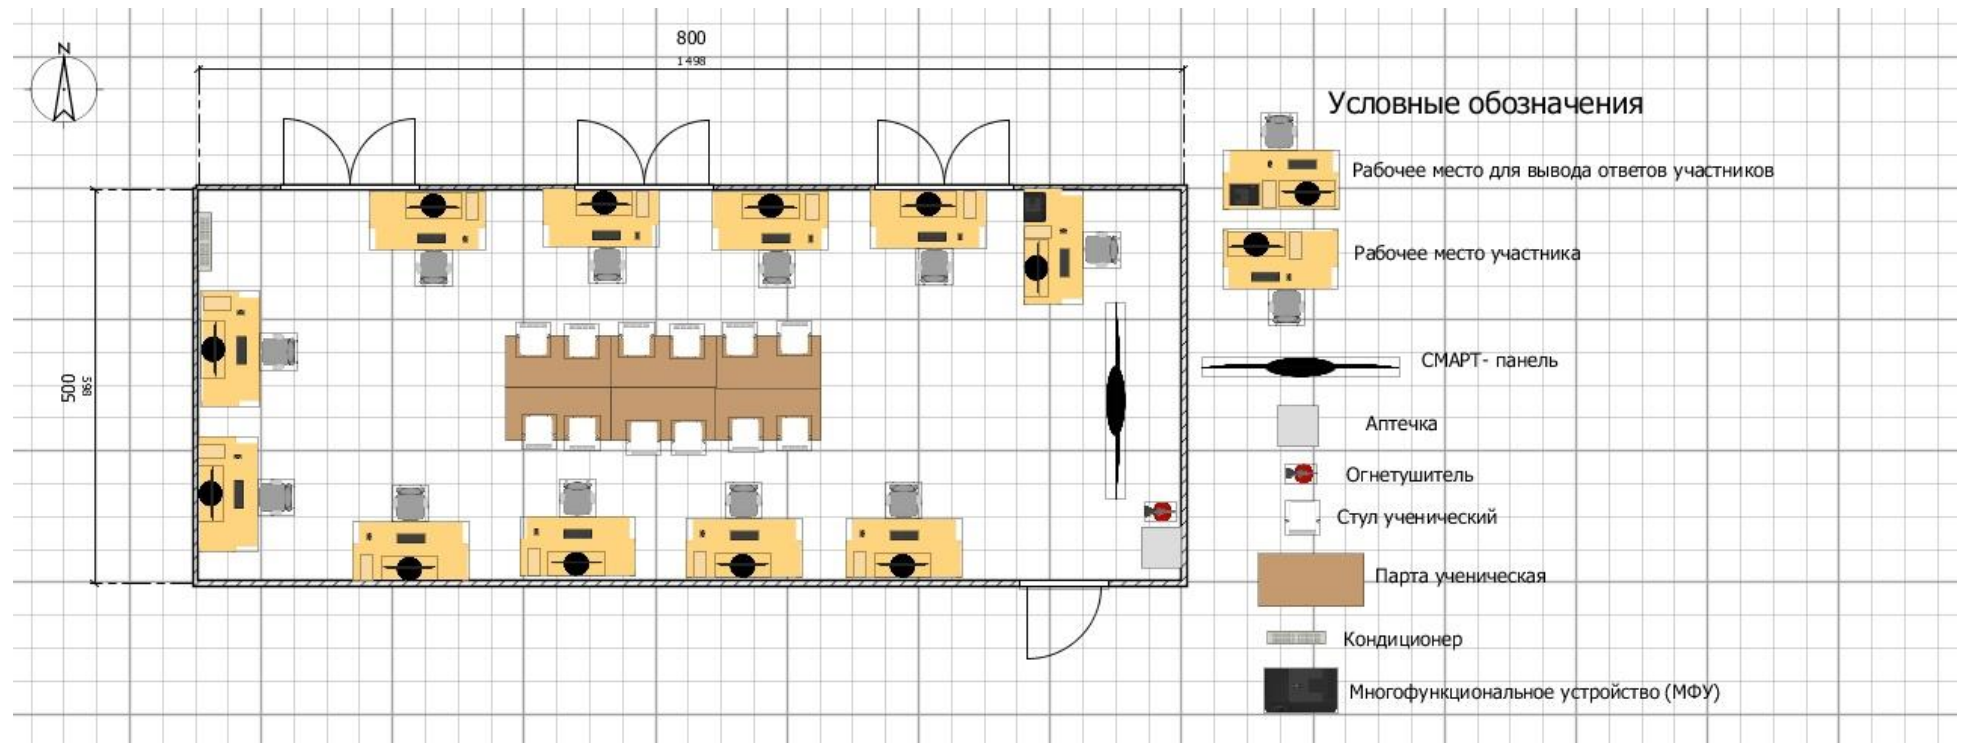 800
1498
N
Условные обозначения
Рабочее место для вывода ответов участников
Рабочее место участника
СМАРТ- панель
500
598
Аптечка
Огнетушитель
Стул ученический
Парта ученическая
Кондиционер
Многофункциональное устройство (МФУ)